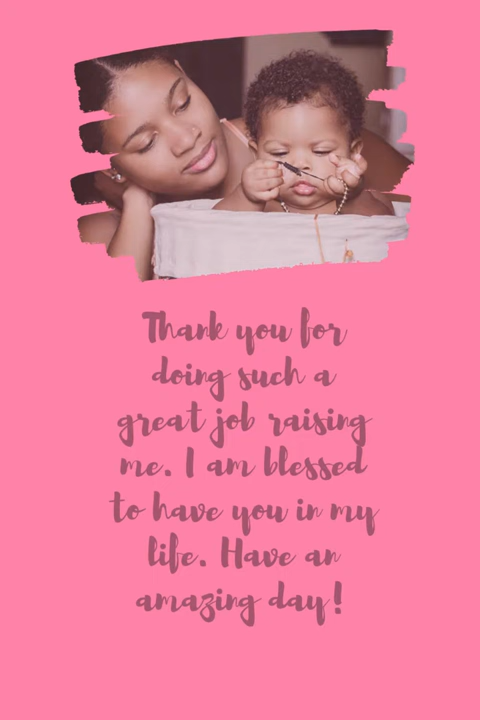 Thank you for
doing such a
great job raising
me. I am blessed
to have you in my
life. Have an
amazing day!